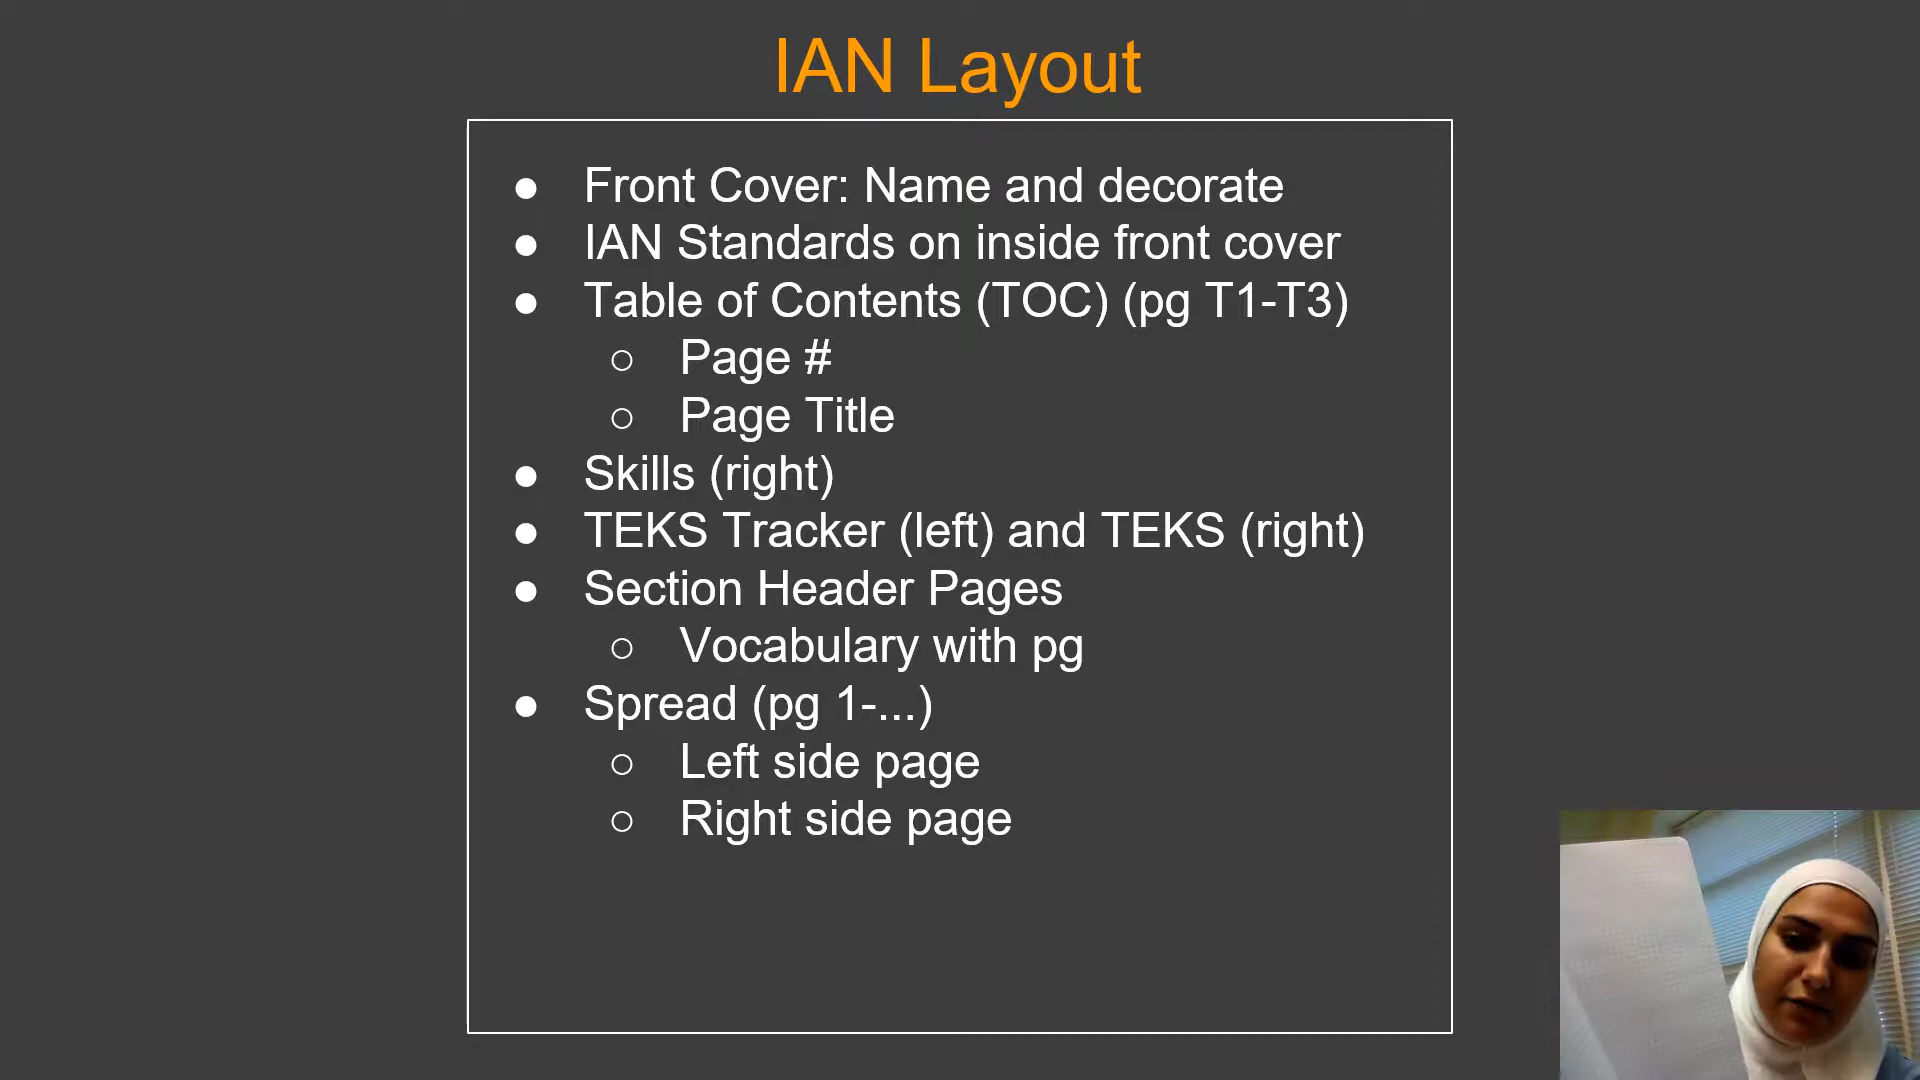 IAN Layout
● Front Cover: Name and decorate
● IAN Standards on inside front cover
● Table of Contents (TOC) (pg T1-T3)
○ Page #
○ Page Title
● Skills (right)
● TEKS Tracker (left) and TEKS (right)
● Section Header Pages
○ Vocabulary with pg
● Spread (pg 1-...)
○ Left side page
○ Right side page